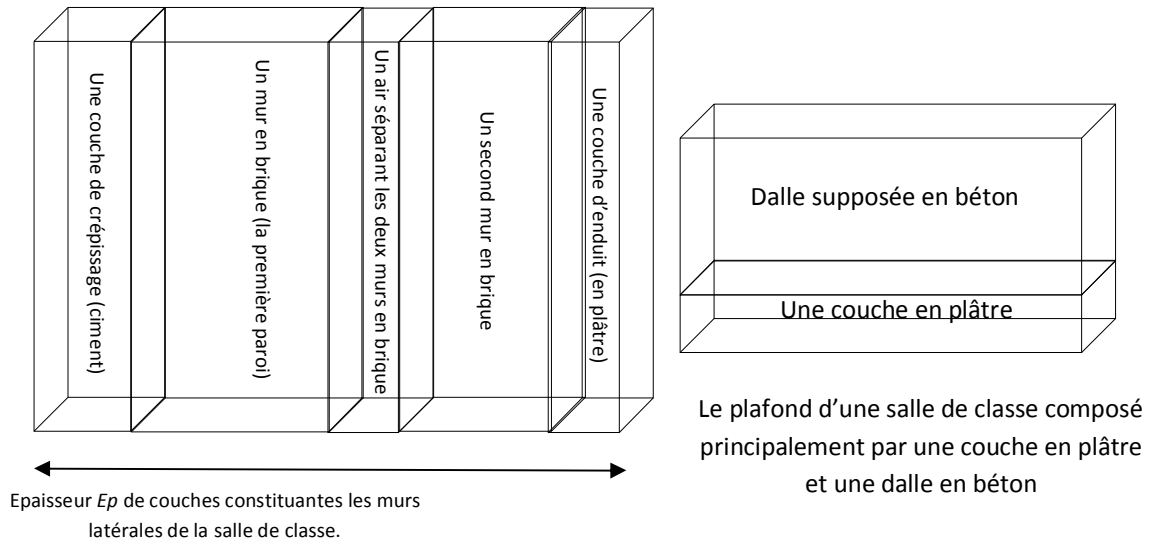 Une couche de crépissage (ciment)
Un mur en brique (la première paroi)
Un air séparant les deux murs en brique
Un second mur en brique
Une couche d'enduit (en plâtre)
Epaisseur Ep de couches constituantes les murs
latérales de la salle de classe.
Dalle supposée en béton
Une couche en plâtre
Le plafond d'une salle de classe composé
principalement par une couche en plâtre
et une dalle en béton